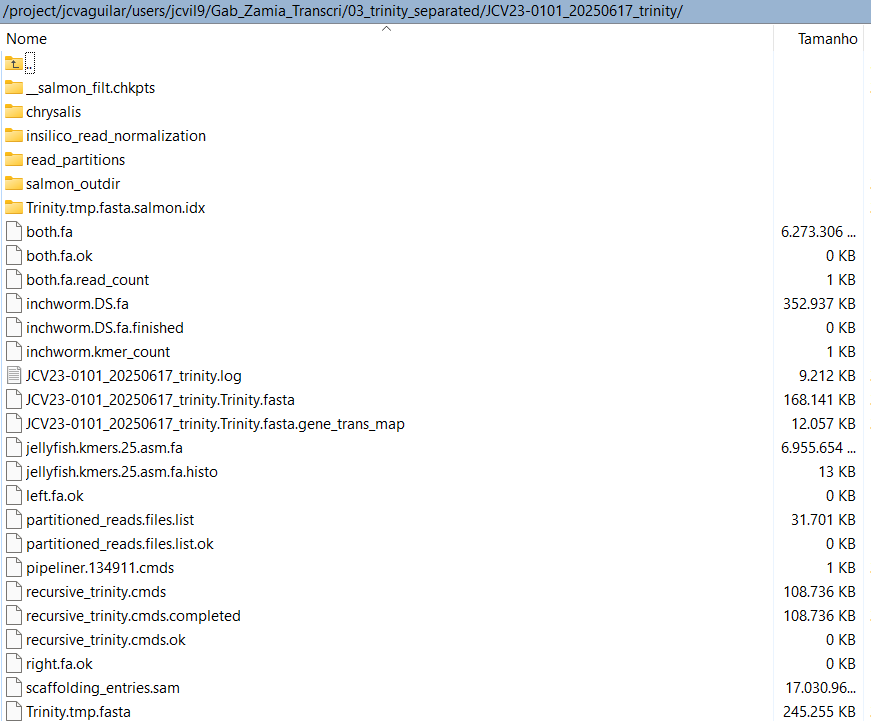 /project/jcvaguilar/users/jcvil9/Gab_Zamia_Transcri/03_trinity_separated/JCV23-0101_20250617_trinity/
Nome Tamanho
..
__salmon_filt.chkpts
chrysalis
insilico_read_normalization
read_partitions
salmon_outdir
Trinity.tmp.fasta.salmon.idx
both.fa 6.273.306 ...
both.fa.ok 0 KB
both.fa.read_count 1 KB
inchworm.DS.fa 352.937 KB
inchworm.DS.fa.finished 0 KB
inchworm.kmer_count 1 KB
JCV23-0101_20250617_trinity.log 9.212 KB
JCV23-0101_20250617_trinity.Trinity.fasta 168.141 KB
JCV23-0101_20250617_trinity.Trinity.fasta.gene_trans_map 12.057 KB
jellyfish.kmers.25.asm.fa 6.955.654 ...
jellyfish.kmers.25.asm.fa.histo 13 KB
left.fa.ok 0 KB
partitioned_reads.files.list 31.701 KB
partitioned_reads.files.list.ok 0 KB
pipeliner.134911.cmds 1 KB
recursive_trinity.cmds 108.736 KB
recursive_trinity.cmds.completed 108.736 KB
recursive_trinity.cmds.ok 0 KB
right.fa.ok 0 KB
scaffolding_entries.sam 17.030.96...
Trinity.tmp.fasta 245.255 KB